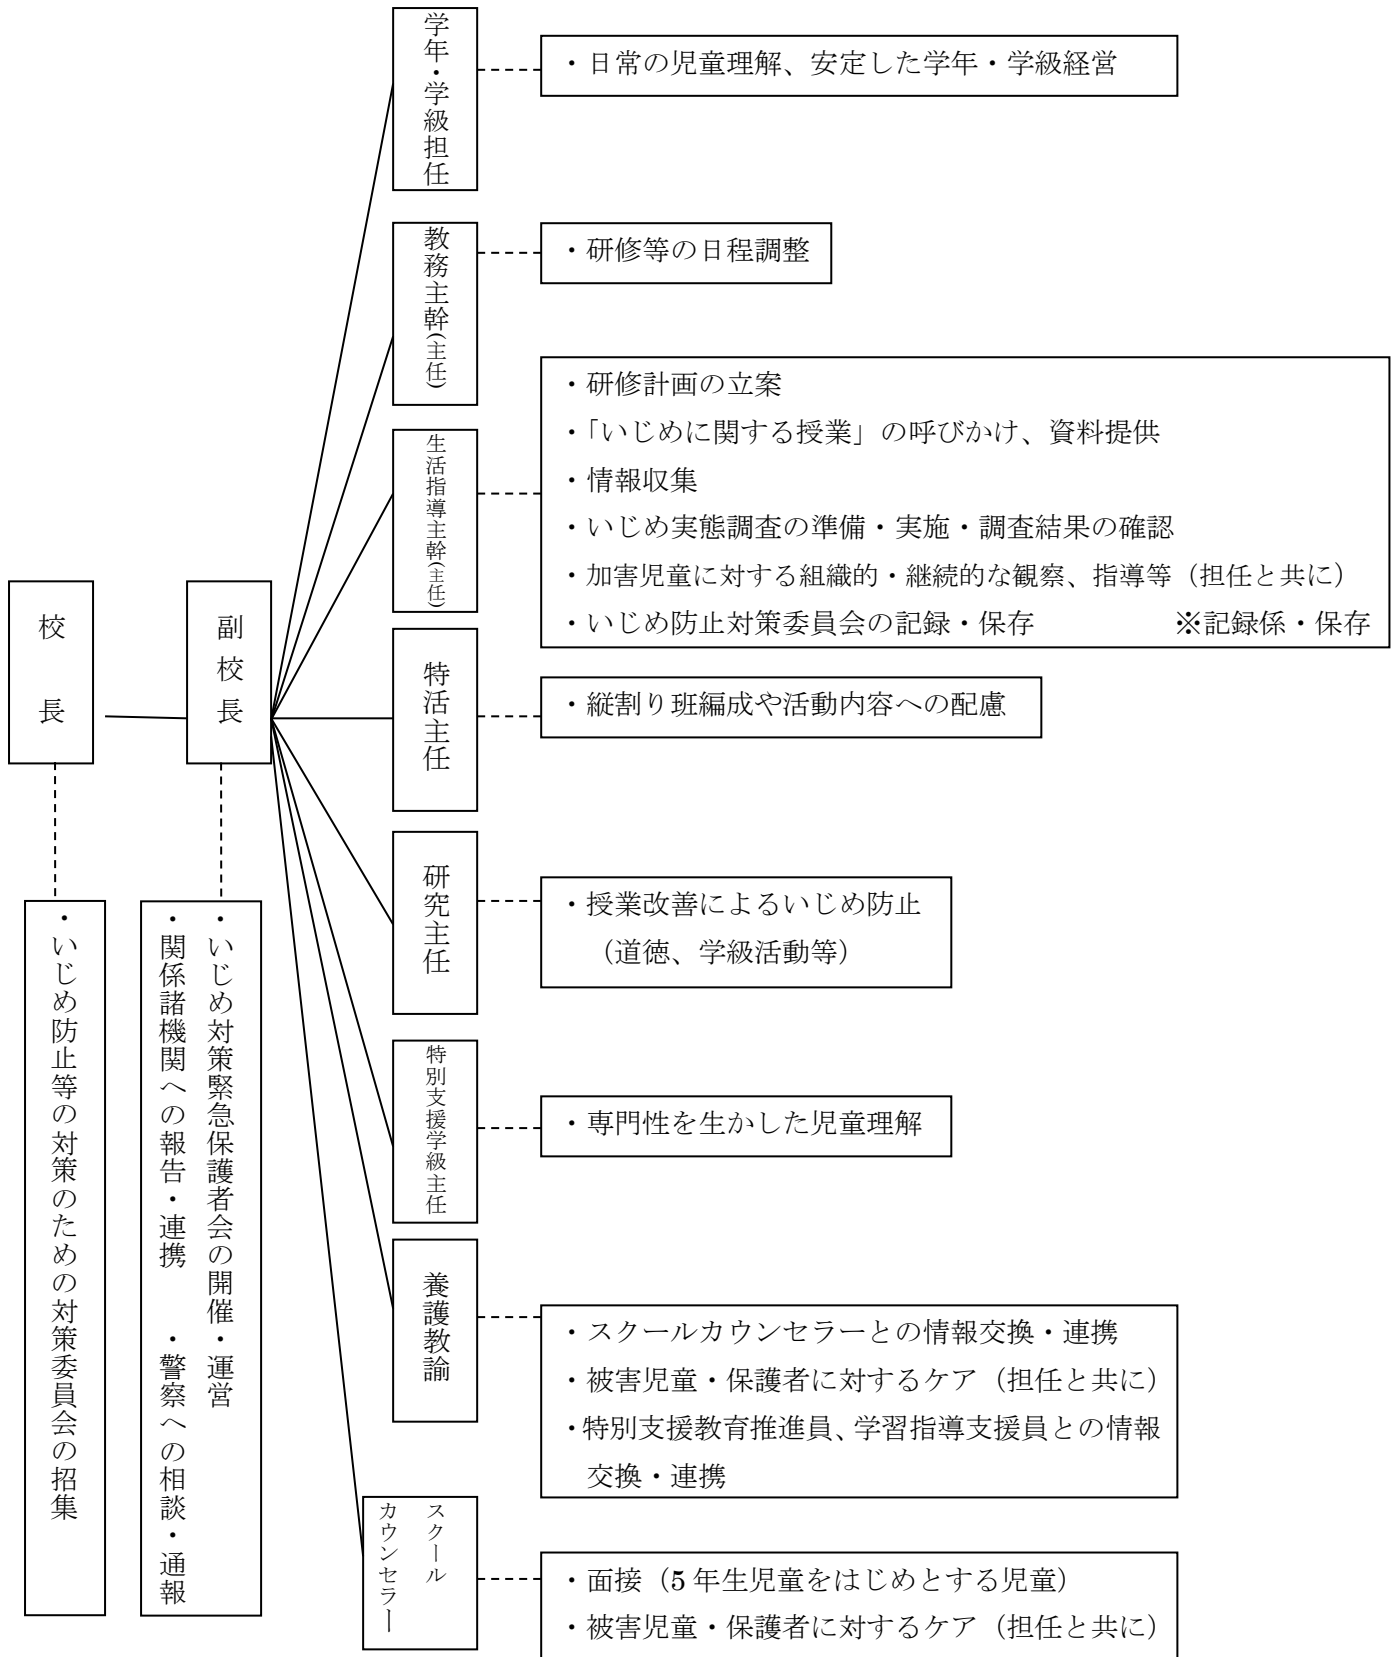 学年・学級担任
・日常の児童理解、安定した学年・学級経営
教務主幹(主任)
・研修等の日程調整
生活指導主幹(主任)
・研修計画の立案
・「いじめに関する授業」の呼びかけ、資料提供
・情報収集
・いじめ実態調査の準備・実施・調査結果の確認
・加害児童に対する組織的・継続的な観察、指導等（担任と共に）
・いじめ防止対策委員会の記録・保存　　　　　※記録係・保存
校長
副校長
特活主任
・縦割り班編成や活動内容への配慮
研究主任
・授業改善によるいじめ防止
（道徳、学級活動等）
・いじめ防止等の対策のための対策委員会の招集
・いじめ対策緊急保護者会の開催・運営
・関係諸機関への報告・連携　　・警察への相談・通報
特別支援学級主任
・専門性を生かした児童理解
養護教諭
・スクールカウンセラーとの情報交換・連携
・被害児童・保護者に対するケア（担任と共に）
・特別支援教育推進員、学習指導支援員との情報
交換・連携
スクール
カウンセラー
・面接（5 年生児童をはじめとする児童）
・被害児童・保護者に対するケア（担任と共に）